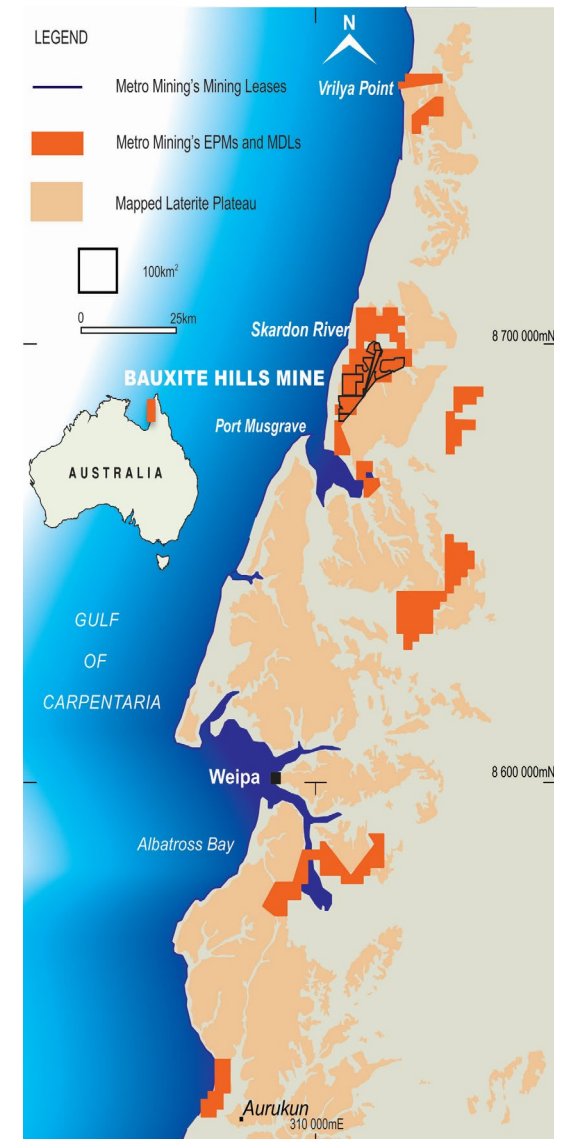 LEGEND
N
Metro Mining's Mining Leases
Vrilya Point
Metro Mining's EPMs and MDLs
Mapped Laterite Plateau
100km²
0 25km
Skardon River
8 700 000mN
BAUXITE HILLS MINE
Port Musgrave
AUSTRALIA
GULF
OF
CARPENTARIA
Weipa
8 600 000mN
Albatross Bay
Aurukun
310 000mE